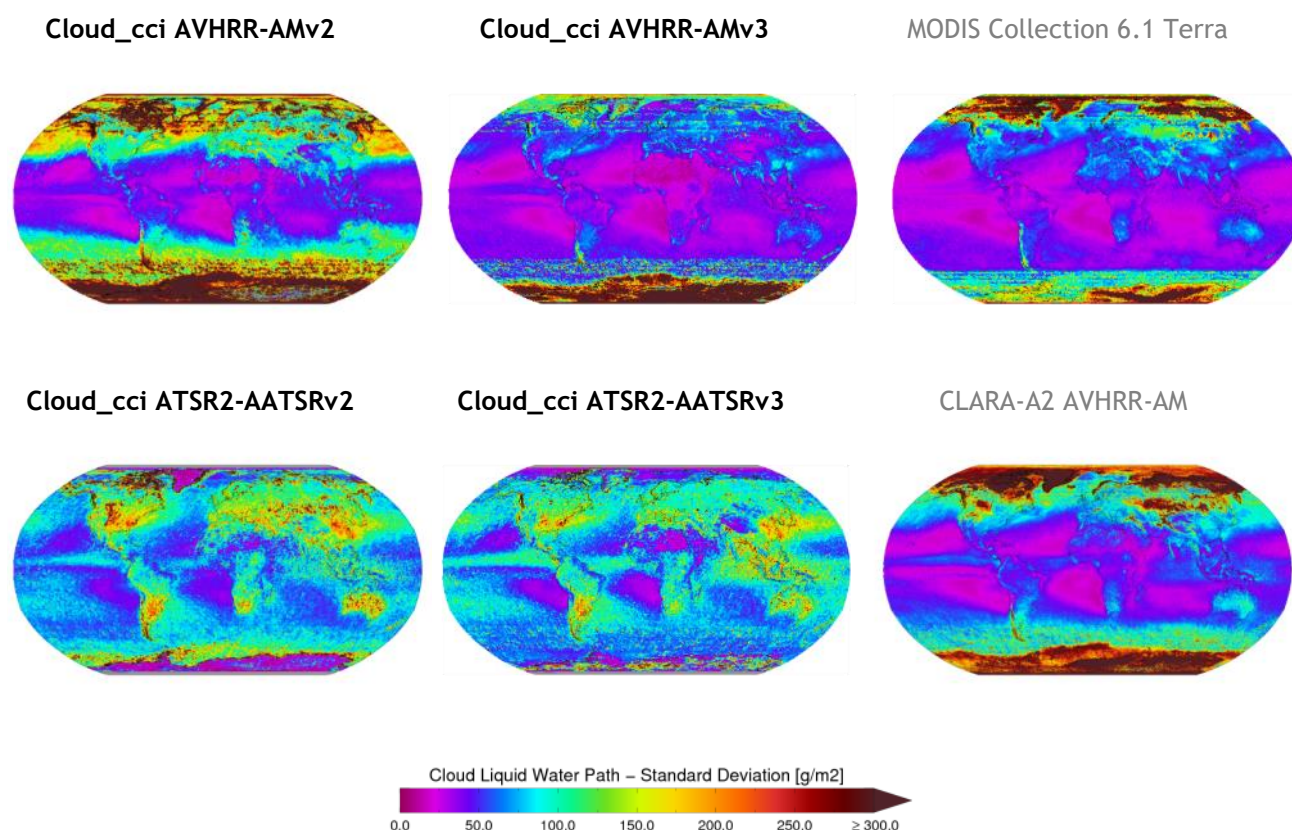 Cloud_cci AVHRR-AMv2
Cloud_cci AVHRR-AMv3
MODIS Collection 6.1 Terra
Cloud_cci ATSR2-AATSRv2
Cloud_cci ATSR2-AATSRv3
CLARA-A2 AVHRR-AM
Cloud Liquid Water Path – Standard Deviation [g/m2]
0.0 50.0 100.0 150.0 200.0 250.0 ≥ 300.0